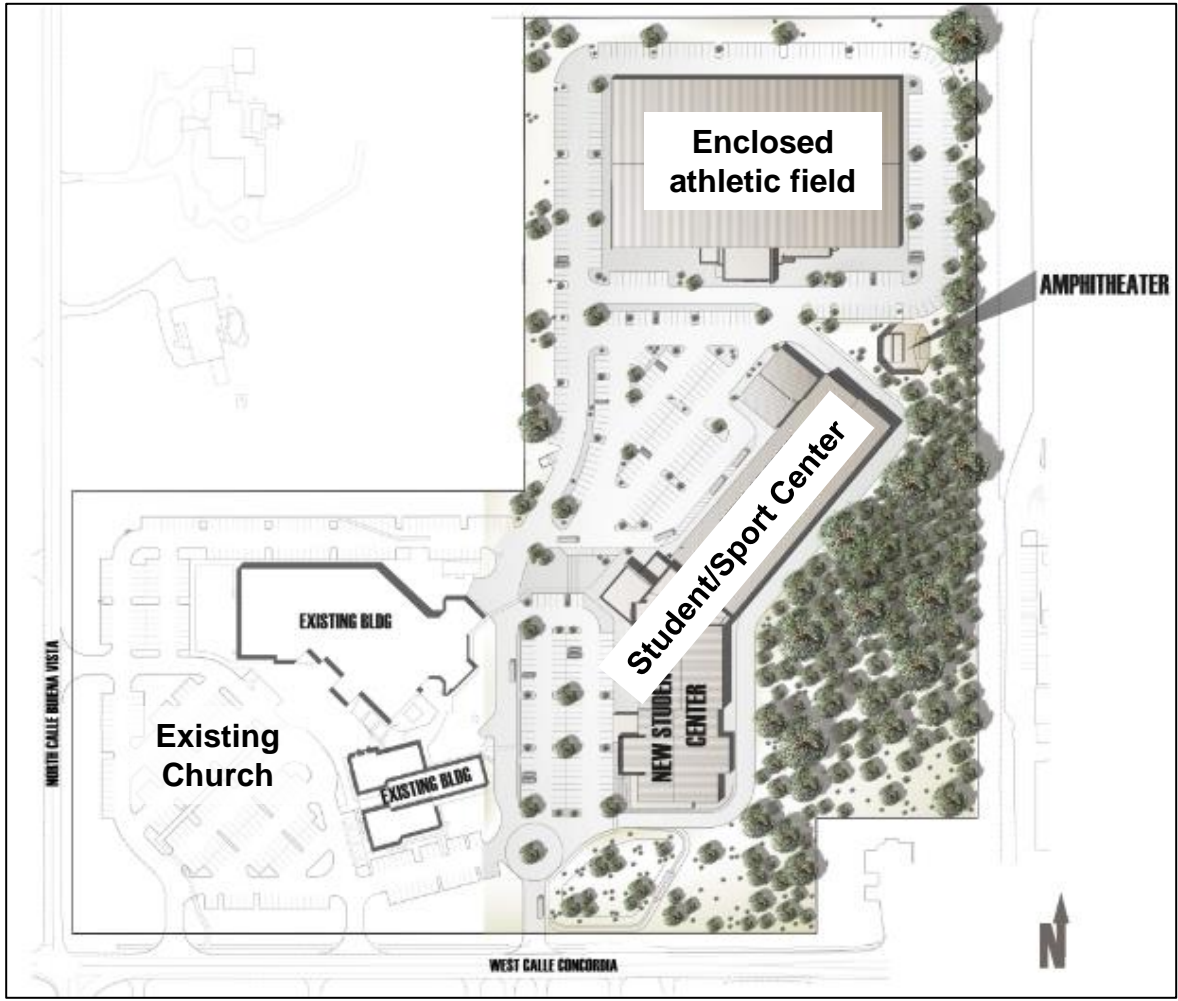 Enclosed
athletic field
AMPHITHEATER
Student/Sport Center
EXISTING BLDG
NORTH CALLE BUENA VISTA
Existing
Church
EXISTING BLDG
NEW STUDE
CENTER
WEST CALLE CONCORDIA
N